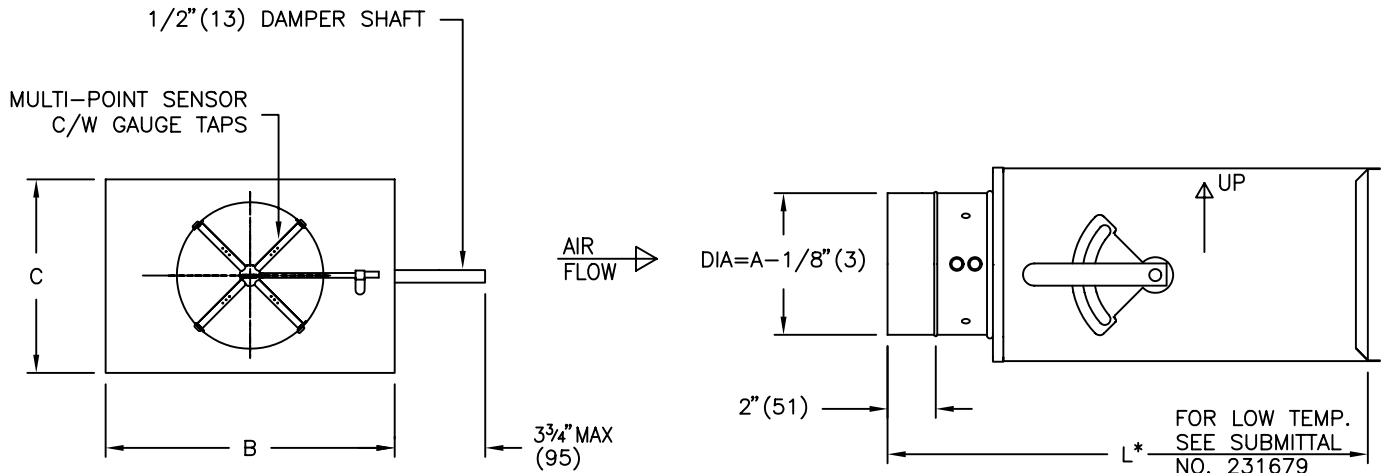 1/2"(13) DAMPER SHAFT
MULTI-POINT SENSOR
C/W GAUGE TAPS
C
B
3¾"MAX
(95)
AIR
FLOW
DIA=A-1/8"(3)
UP
2"(51)
L*
FOR LOW TEMP.
SEE SUBMITTAL
NO. 231679